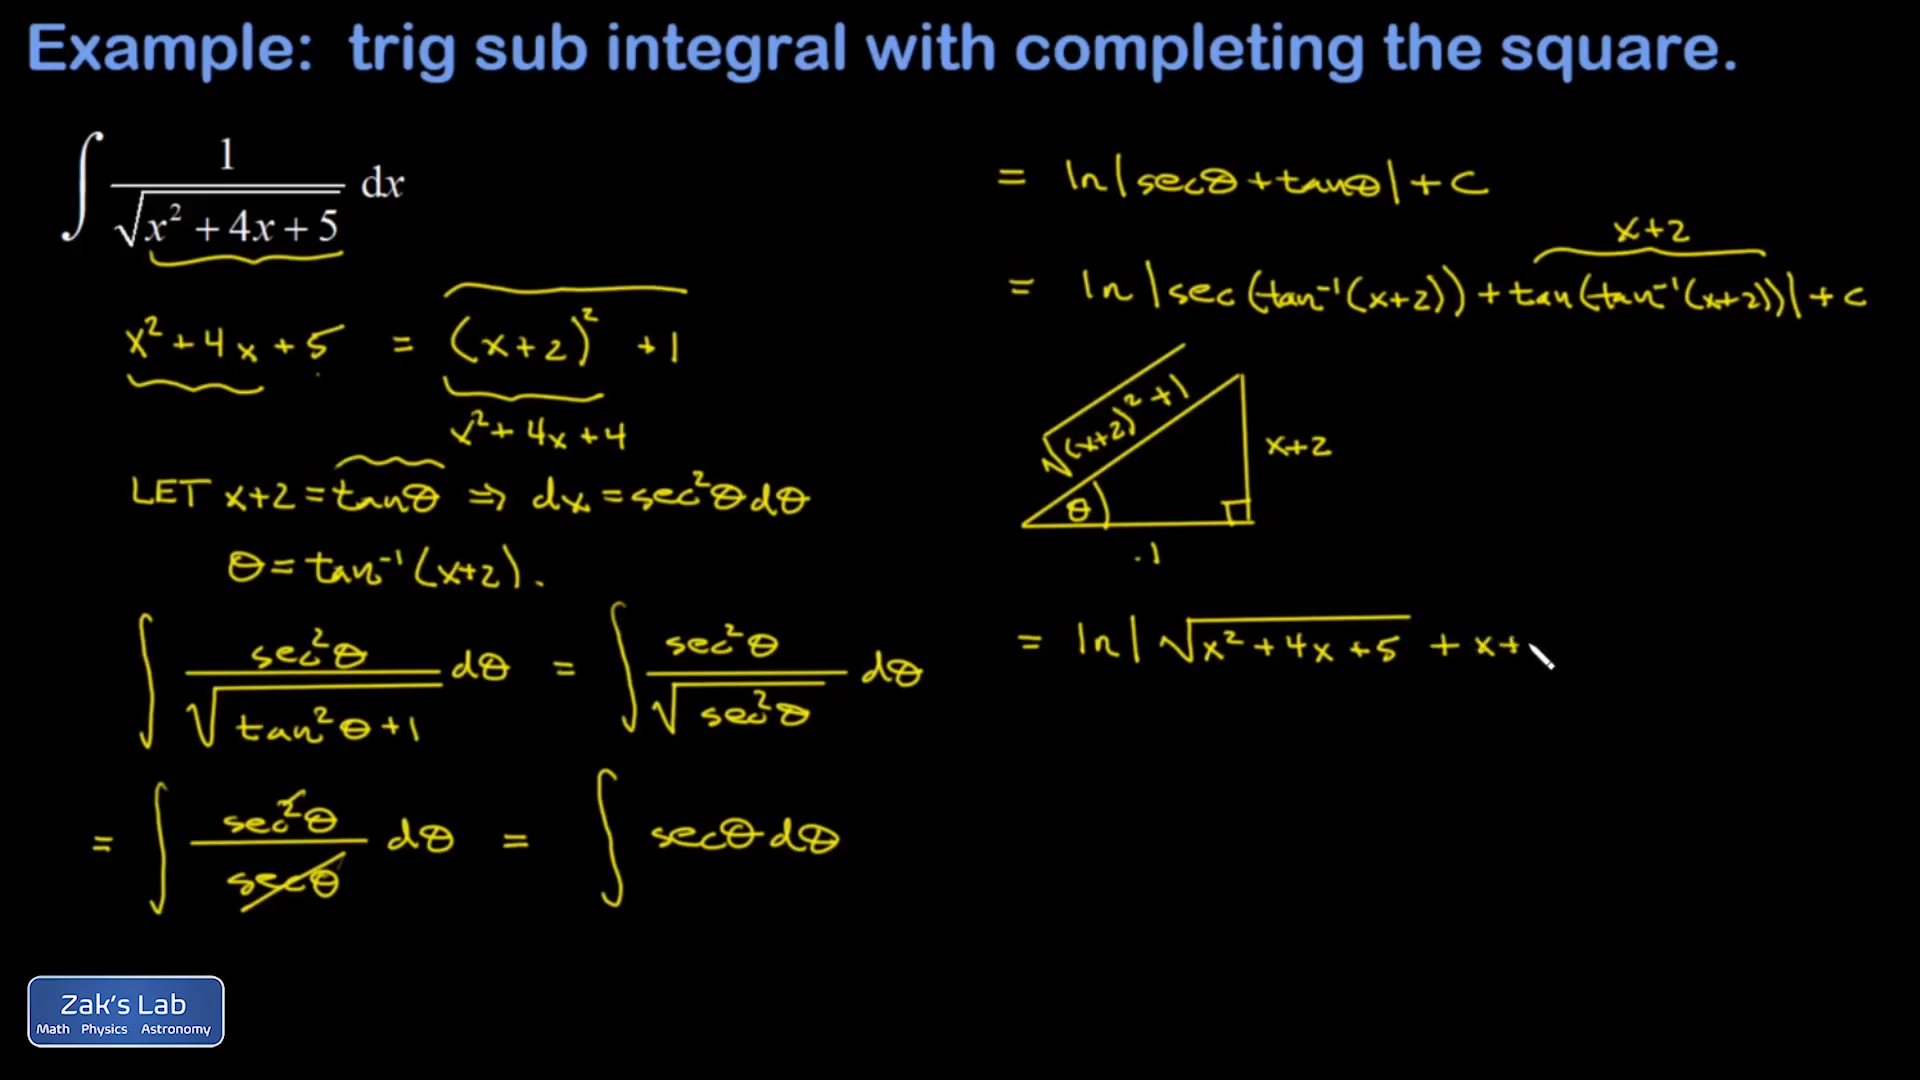 Example: trig sub integral with completing the square.
∫ 1/√(x² + 4x + 5) dx
x² + 4x + 5 = (x+2)² + 1
x² + 4x + 4
LET x+2 = tanθ ⇒ dx = sec²θ dθ
θ = tan⁻¹(x+2).
∫ sec²θ/√(tan²θ+1) dθ = ∫ sec²θ/√(sec²θ) dθ
= ∫ sec²θ/secθ dθ = ∫ secθ dθ
= ln|secθ + tanθ| + C
x+2
= ln|sec(tan⁻¹(x+2)) + tan(tan⁻¹(x+2))| + C
√((x+2)² + 1)
x+2
θ
1
= ln|√(x² + 4x + 5) + x+
Zak's Lab
Math Physics Astronomy